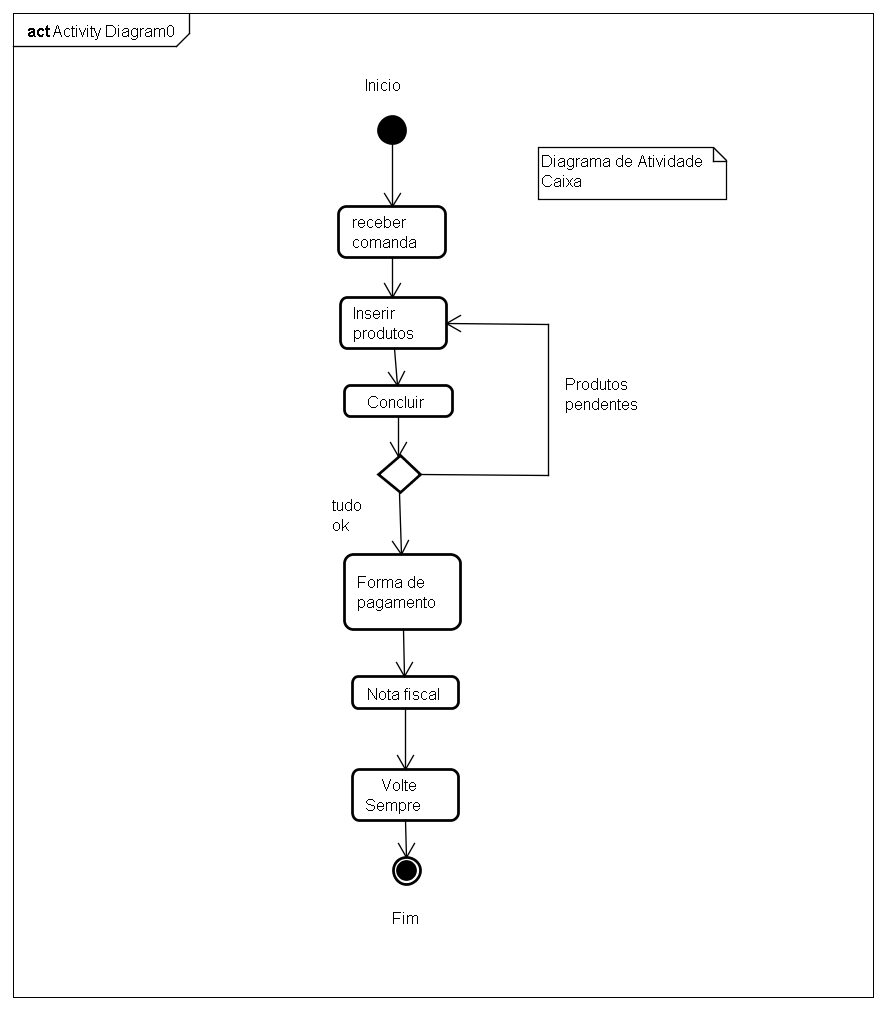 act Activity Diagram0
Inicio
Diagrama de Atividade
Caixa
receber
comanda
Inserir
produtos
Produtos
pendentes
Concluir
tudo
ok
Forma de
pagamento
Nota fiscal
Volte
Sempre
Fim